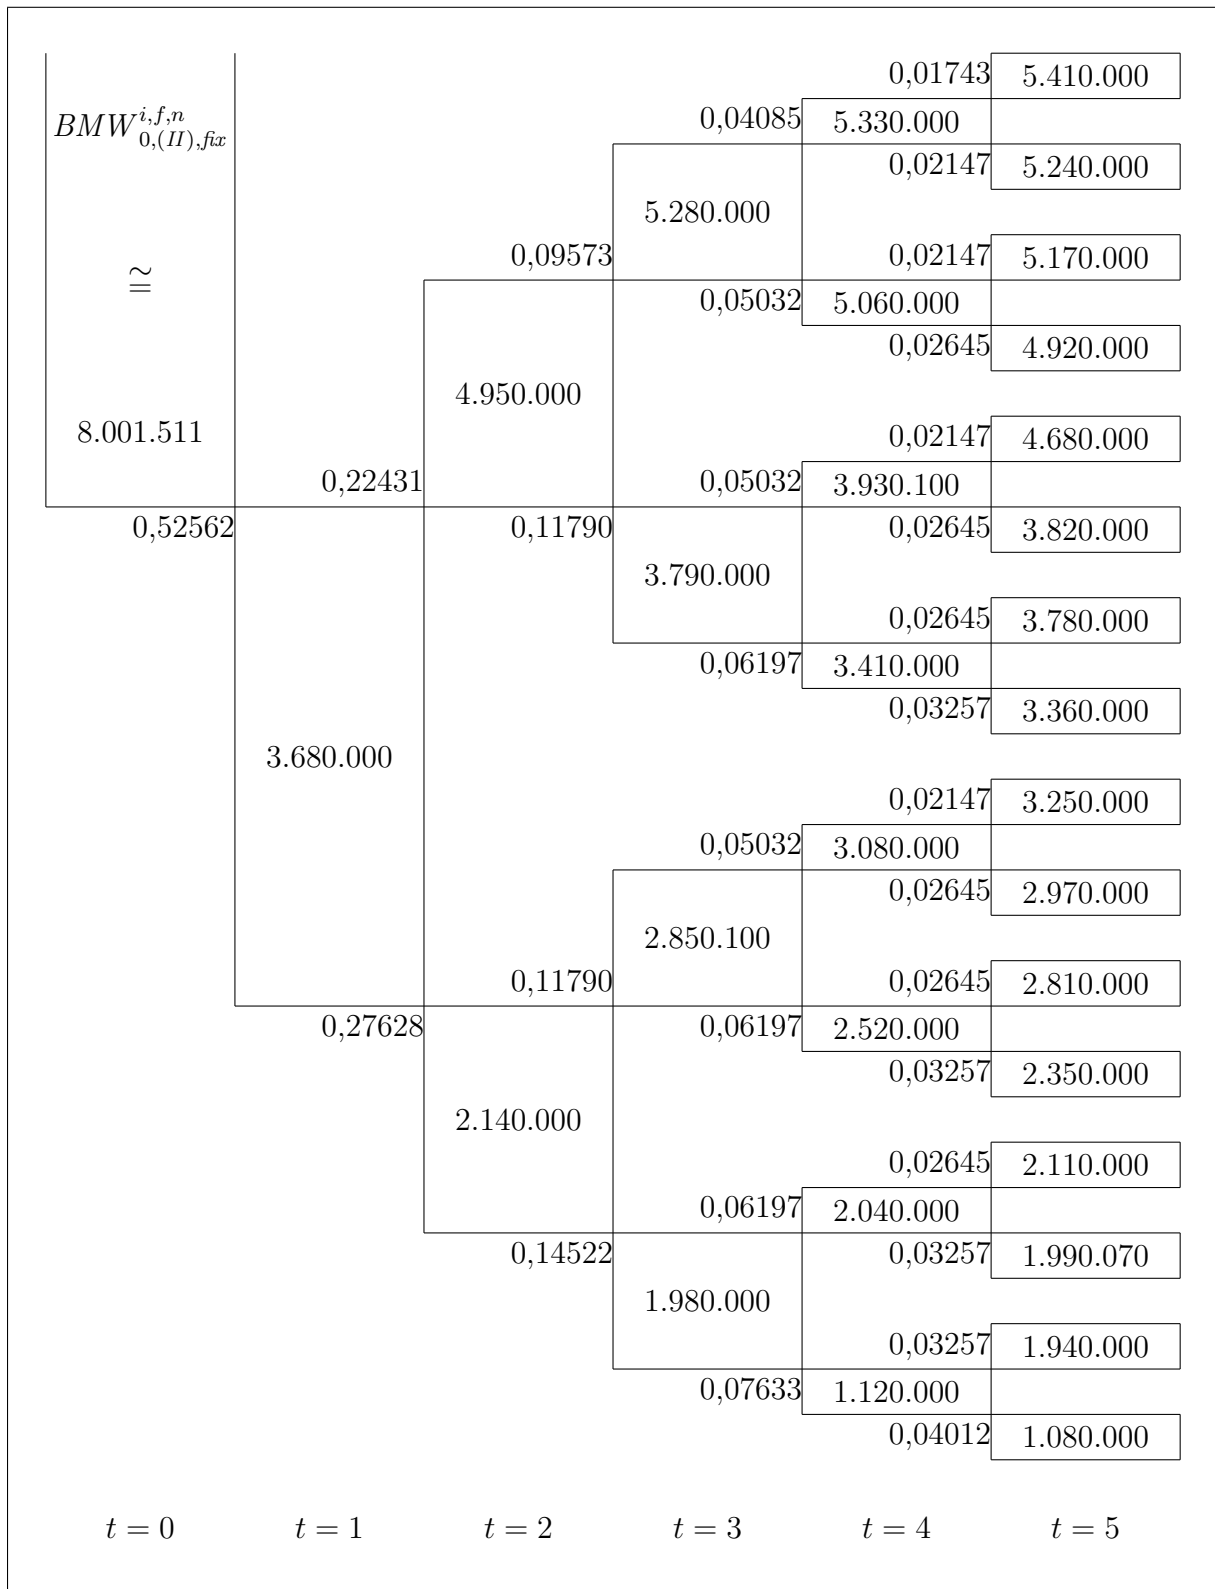 0,01743 5.410.000
BMW^{i,f,n}_{0,(II),fix} 0,04085 5.330.000
0,02147 5.240.000
5.280.000
0,09573 0,02147 5.170.000
≅
0,05032 5.060.000
0,02645 4.920.000
4.950.000
8.001.511 0,02147 4.680.000
0,22431 0,05032 3.930.100
0,52562 0,11790 0,02645 3.820.000
3.790.000
0,02645 3.780.000
0,06197 3.410.000
0,03257 3.360.000
3.680.000
0,02147 3.250.000
0,05032 3.080.000
0,02645 2.970.000
2.850.100
0,11790 0,02645 2.810.000
0,27628 0,06197 2.520.000
0,03257 2.350.000
2.140.000
0,02645 2.110.000
0,06197 2.040.000
0,14522 0,03257 1.990.070
1.980.000
0,03257 1.940.000
0,07633 1.120.000
0,04012 1.080.000
t = 0 t = 1 t = 2 t = 3 t = 4 t = 5